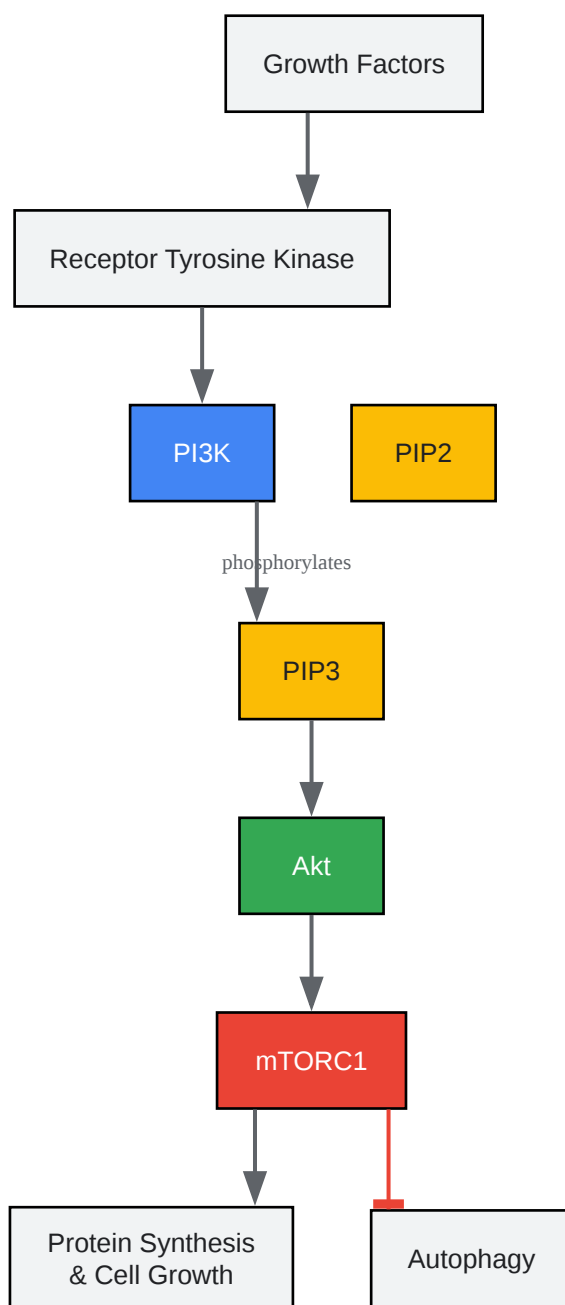 Growth Factors
Receptor Tyrosine Kinase
PI3K
PIP2
phosphorylates
PIP3
Akt
mTORC1
Protein Synthesis
& Cell Growth
Autophagy